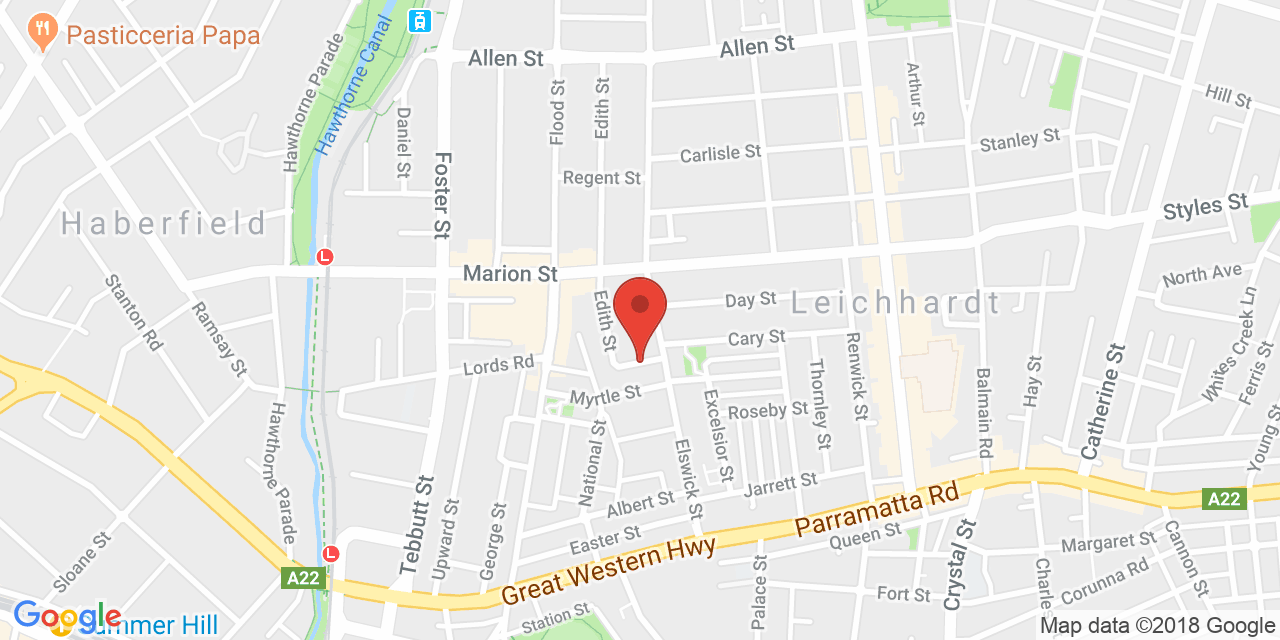 Pasticceria Papa
Hawthorne Canal
Hawthorne Parade
Allen St
Allen St
Arthur St
Hill St
Daniel St
Flood St
Edith St
Stanley St
Carlisle St
Regent St
Foster St
Styles St
Haberfield
L
Marion St
North Ave
Stanton Rd
Ramsay St
Edith St
Day St
Leichhardt
Whites Creek Ln
Cary St
Renwick St
Lords Rd
Ferris St
Myrtle St
Thornley St
Balmain Rd
Hay St
Catherine St
Excelsior St
Roseby St
Hawthorne Parade
National St
Elswick St
Young St
Albert St
Jarrett St
Parramatta Rd
A22
Tebbutt St
Upward St
George St
Easter St
Great Western Hwy
Queen St
Crystal St
Margaret St
Cannon St
Sloane St
L
A22
Palace St
Fort St
Charle
Corunna Rd
Station St
Google
Summer Hill
Map data ©2018 Google